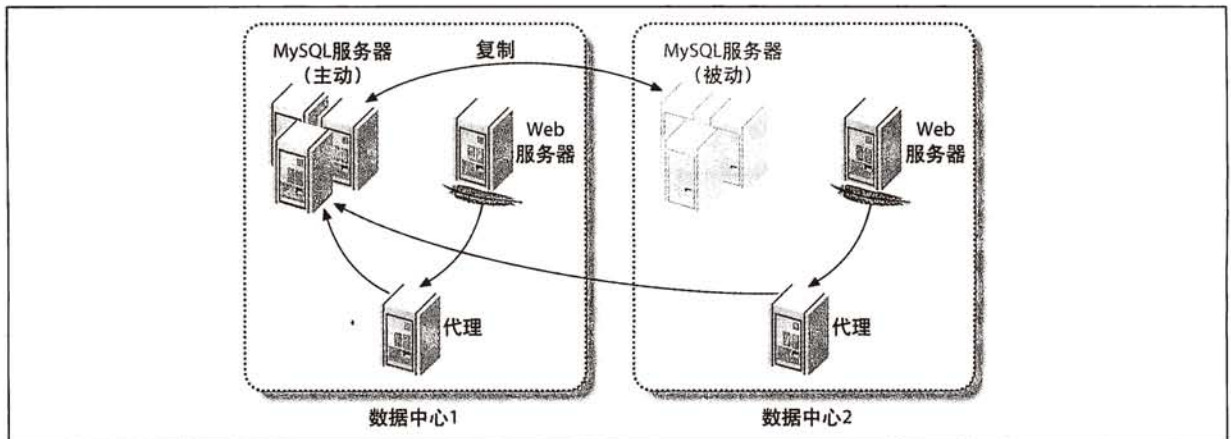 MySQL服务器
（主动）
复制
Web
服务器
代理
数据中心1
MySQL服务器
（被动）
Web
服务器
代理
数据中心2